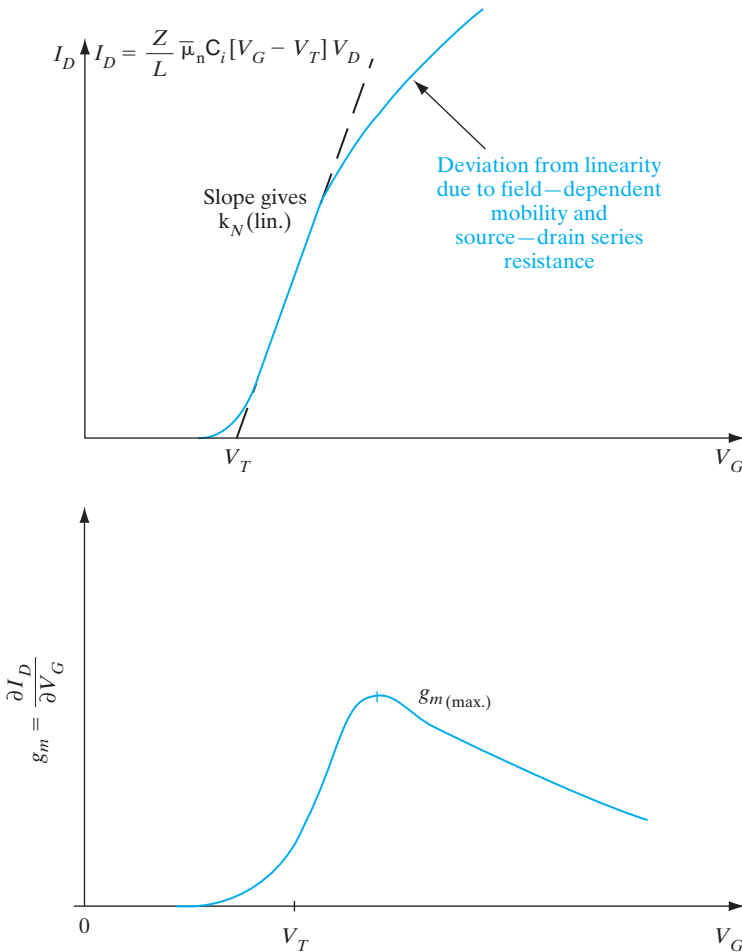 I_D
I_D = Z/L μ̅_n C_i [V_G − V_T] V_D
Slope gives
k_N (lin.)
Deviation from linearity
due to field—dependent
mobility and
source—drain series
resistance
V_T
V_G
g_m = ∂I_D/∂V_G
g_m (max.)
0
V_T
V_G